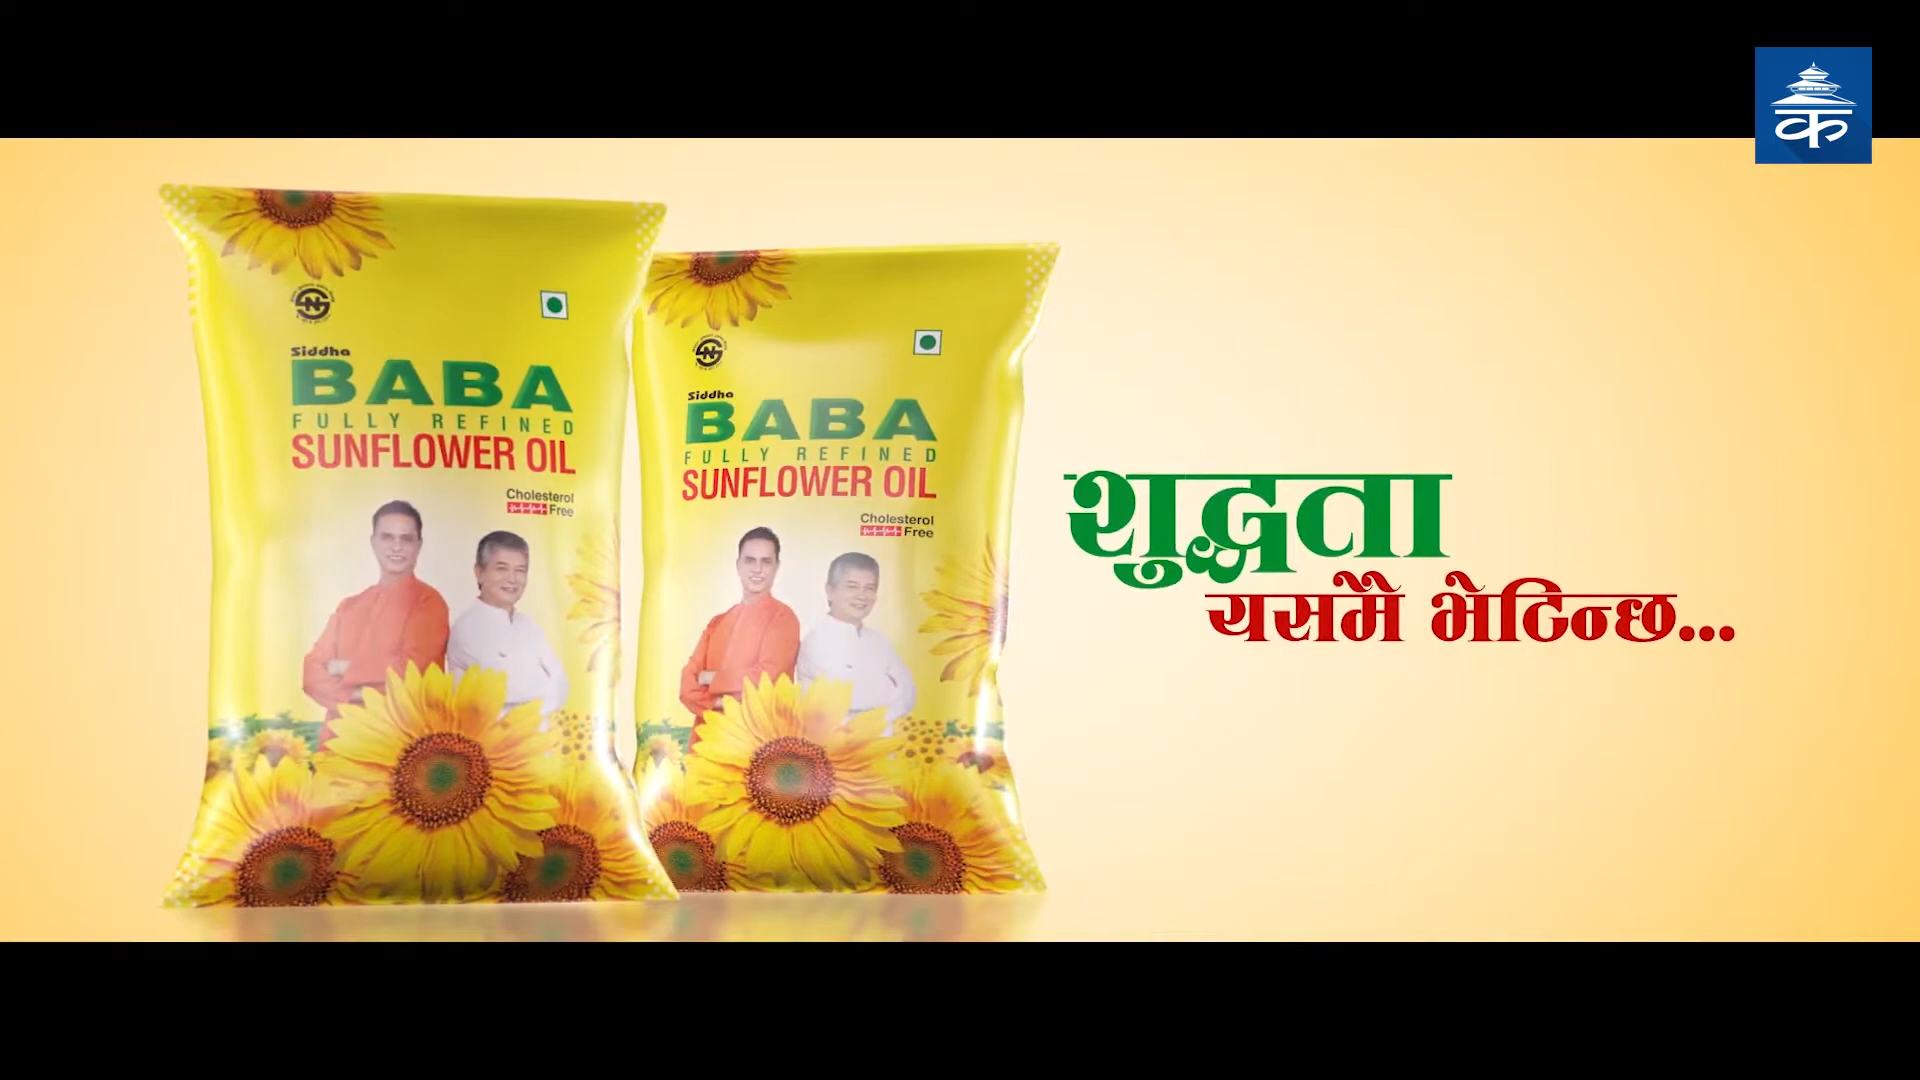 क
Siddha
BABA
FULLY REFINED
SUNFLOWER OIL
Cholesterol
Free
Siddha
BABA
FULLY REFINED
SUNFLOWER OIL
Cholesterol
Free
शुद्धता
यसमै भेटिन्छ...